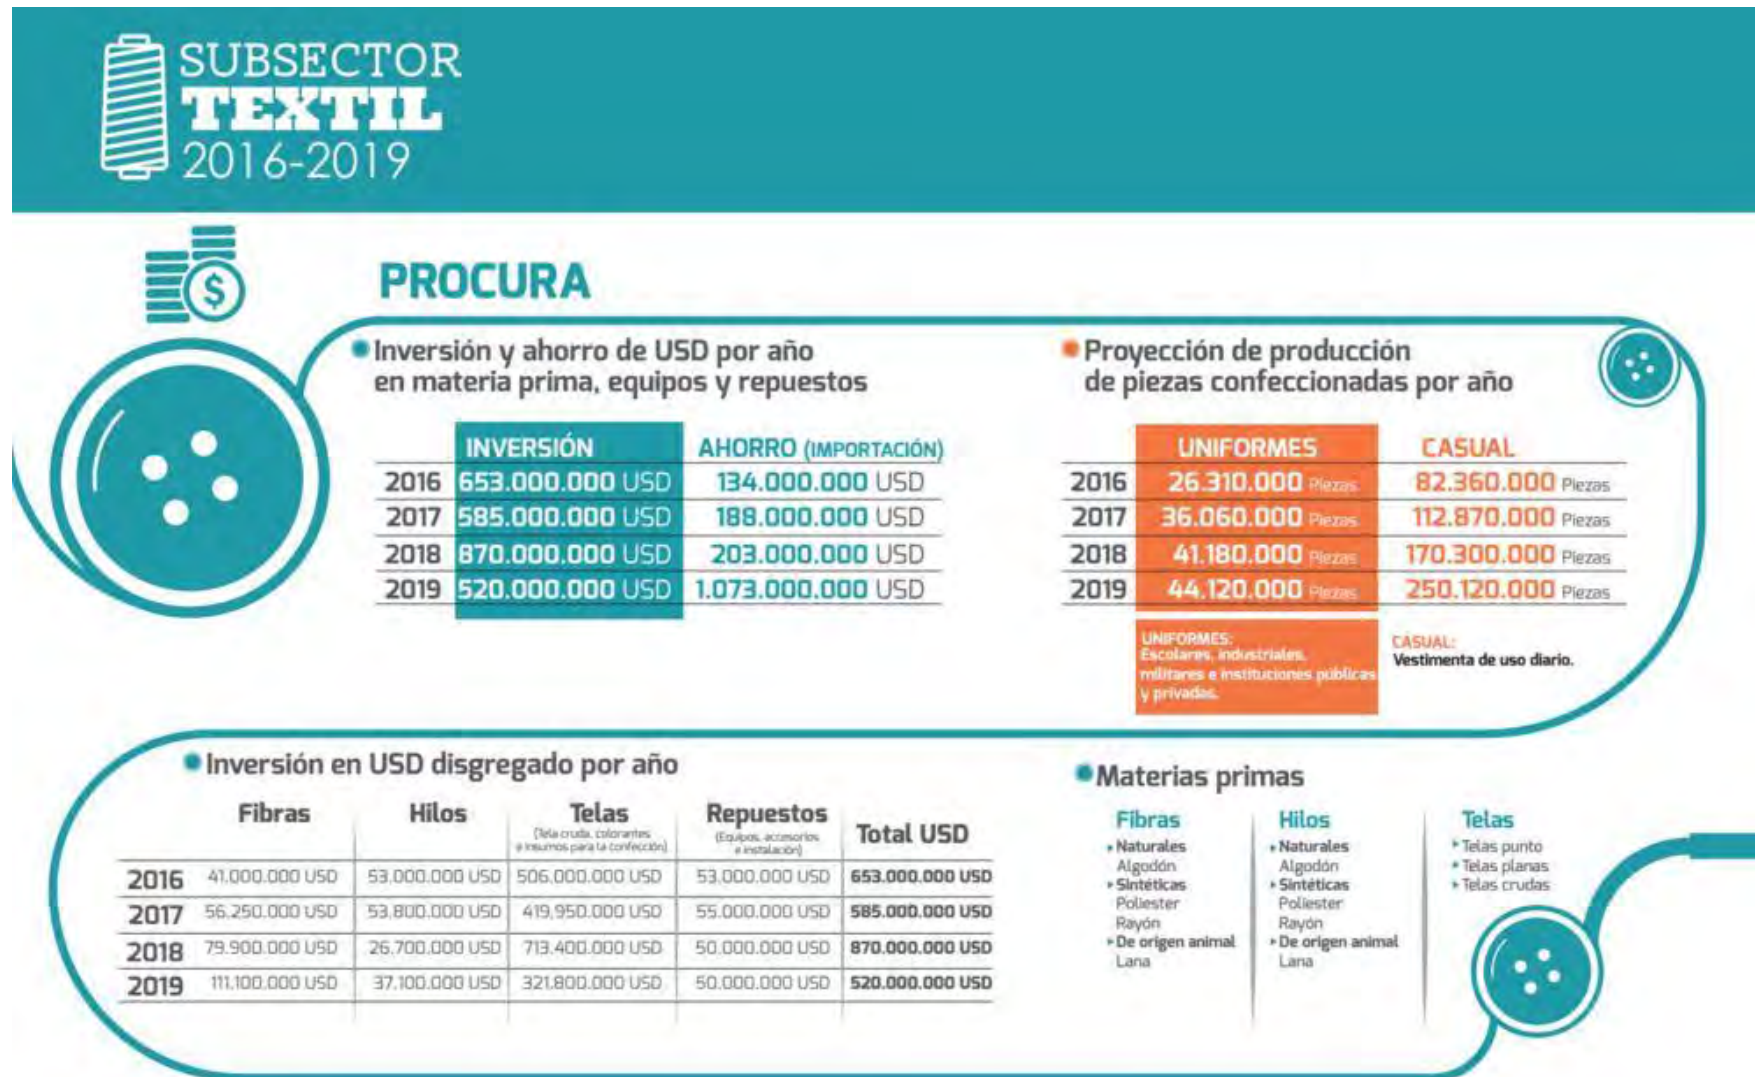 SUBSECTOR
TEXTIL
2016-2019
$
PROCURA
Inversión y ahorro de USD por año
en materia prima, equipos y repuestos
INVERSIÓN AHORRO (IMPORTACIÓN)
2016 653.000.000 USD 134.000.000 USD
2017 585.000.000 USD 188.000.000 USD
2018 870.000.000 USD 203.000.000 USD
2019 520.000.000 USD 1.073.000.000 USD
Proyección de producción
de piezas confeccionadas por año
UNIFORMES CASUAL
2016 26.310.000 Piezas 82.360.000 Piezas
2017 36.060.000 Piezas 112.870.000 Piezas
2018 41.180.000 Piezas 170.300.000 Piezas
2019 44.120.000 Piezas 250.120.000 Piezas
UNIFORMES:
Escolares, industriales,
militares e instituciones públicas
y privadas.
CASUAL:
Vestimenta de uso diario.
Inversión en USD disgregado por año
Fibras Hilos Telas Repuestos Total USD
(Tela cruda, colorantes
e insumos para la confección)
(Equipos, accesorios
e instalación)
2016 41.000.000 USD 53.000.000 USD 506.000.000 USD 53.000.000 USD 653.000.000 USD
2017 56.250.000 USD 53.800.000 USD 419.950.000 USD 55.000.000 USD 585.000.000 USD
2018 79.900.000 USD 26.700.000 USD 713.400.000 USD 50.000.000 USD 870.000.000 USD
2019 111.100.000 USD 37.100.000 USD 321.800.000 USD 50.000.000 USD 520.000.000 USD
Materias primas
Fibras
Naturales
Algodón
Sintéticas
Poliester
Rayón
De origen animal
Lana
Hilos
Naturales
Algodón
Sintéticas
Poliester
Rayón
De origen animal
Lana
Telas
Telas punto
Telas planas
Telas crudas